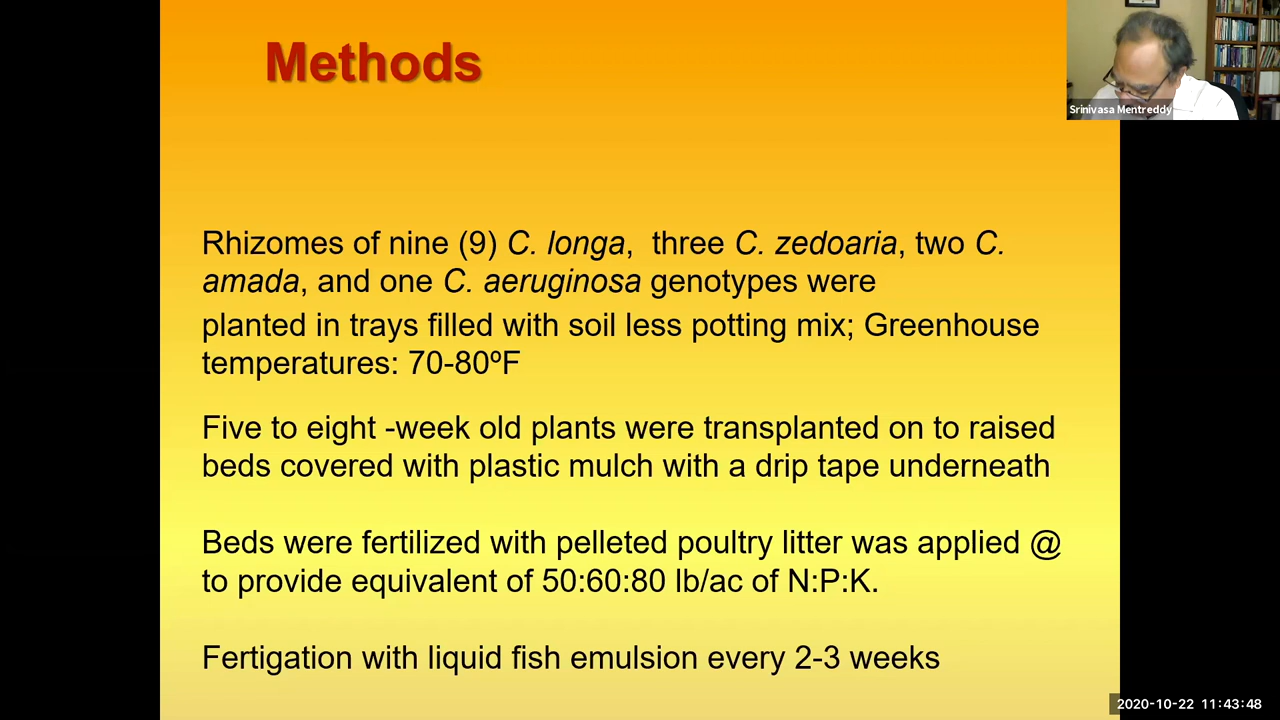 Methods
Srinivasa Mentreddy
Rhizomes of nine (9) C. longa, three C. zedoaria, two C.
amada, and one C. aeruginosa genotypes were
planted in trays filled with soil less potting mix; Greenhouse
temperatures: 70-80ºF
Five to eight -week old plants were transplanted on to raised
beds covered with plastic mulch with a drip tape underneath
Beds were fertilized with pelleted poultry litter was applied @
to provide equivalent of 50:60:80 lb/ac of N:P:K.
Fertigation with liquid fish emulsion every 2-3 weeks
2020-10-22 11:43:48